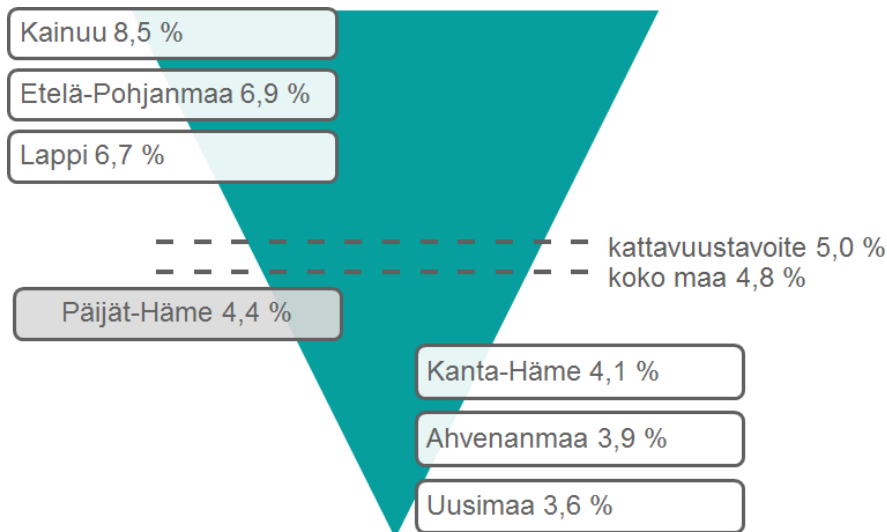 Kainuu 8,5 %
Etelä-Pohjanmaa 6,9 %
Lappi 6,7 %
kattavuustavoite 5,0 %
koko maa 4,8 %
Päijät-Häme 4,4 %
Kanta-Häme 4,1 %
Ahvenanmaa 3,9 %
Uusimaa 3,6 %